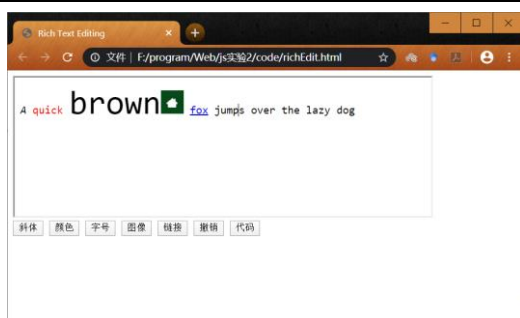 Rich Text Editing
文件 | F:/program/Web/js实验2/code/richEdit.html
A quick brown fox jumps over the lazy dog
斜体 颜色 字号 图像 链接 撤销 代码